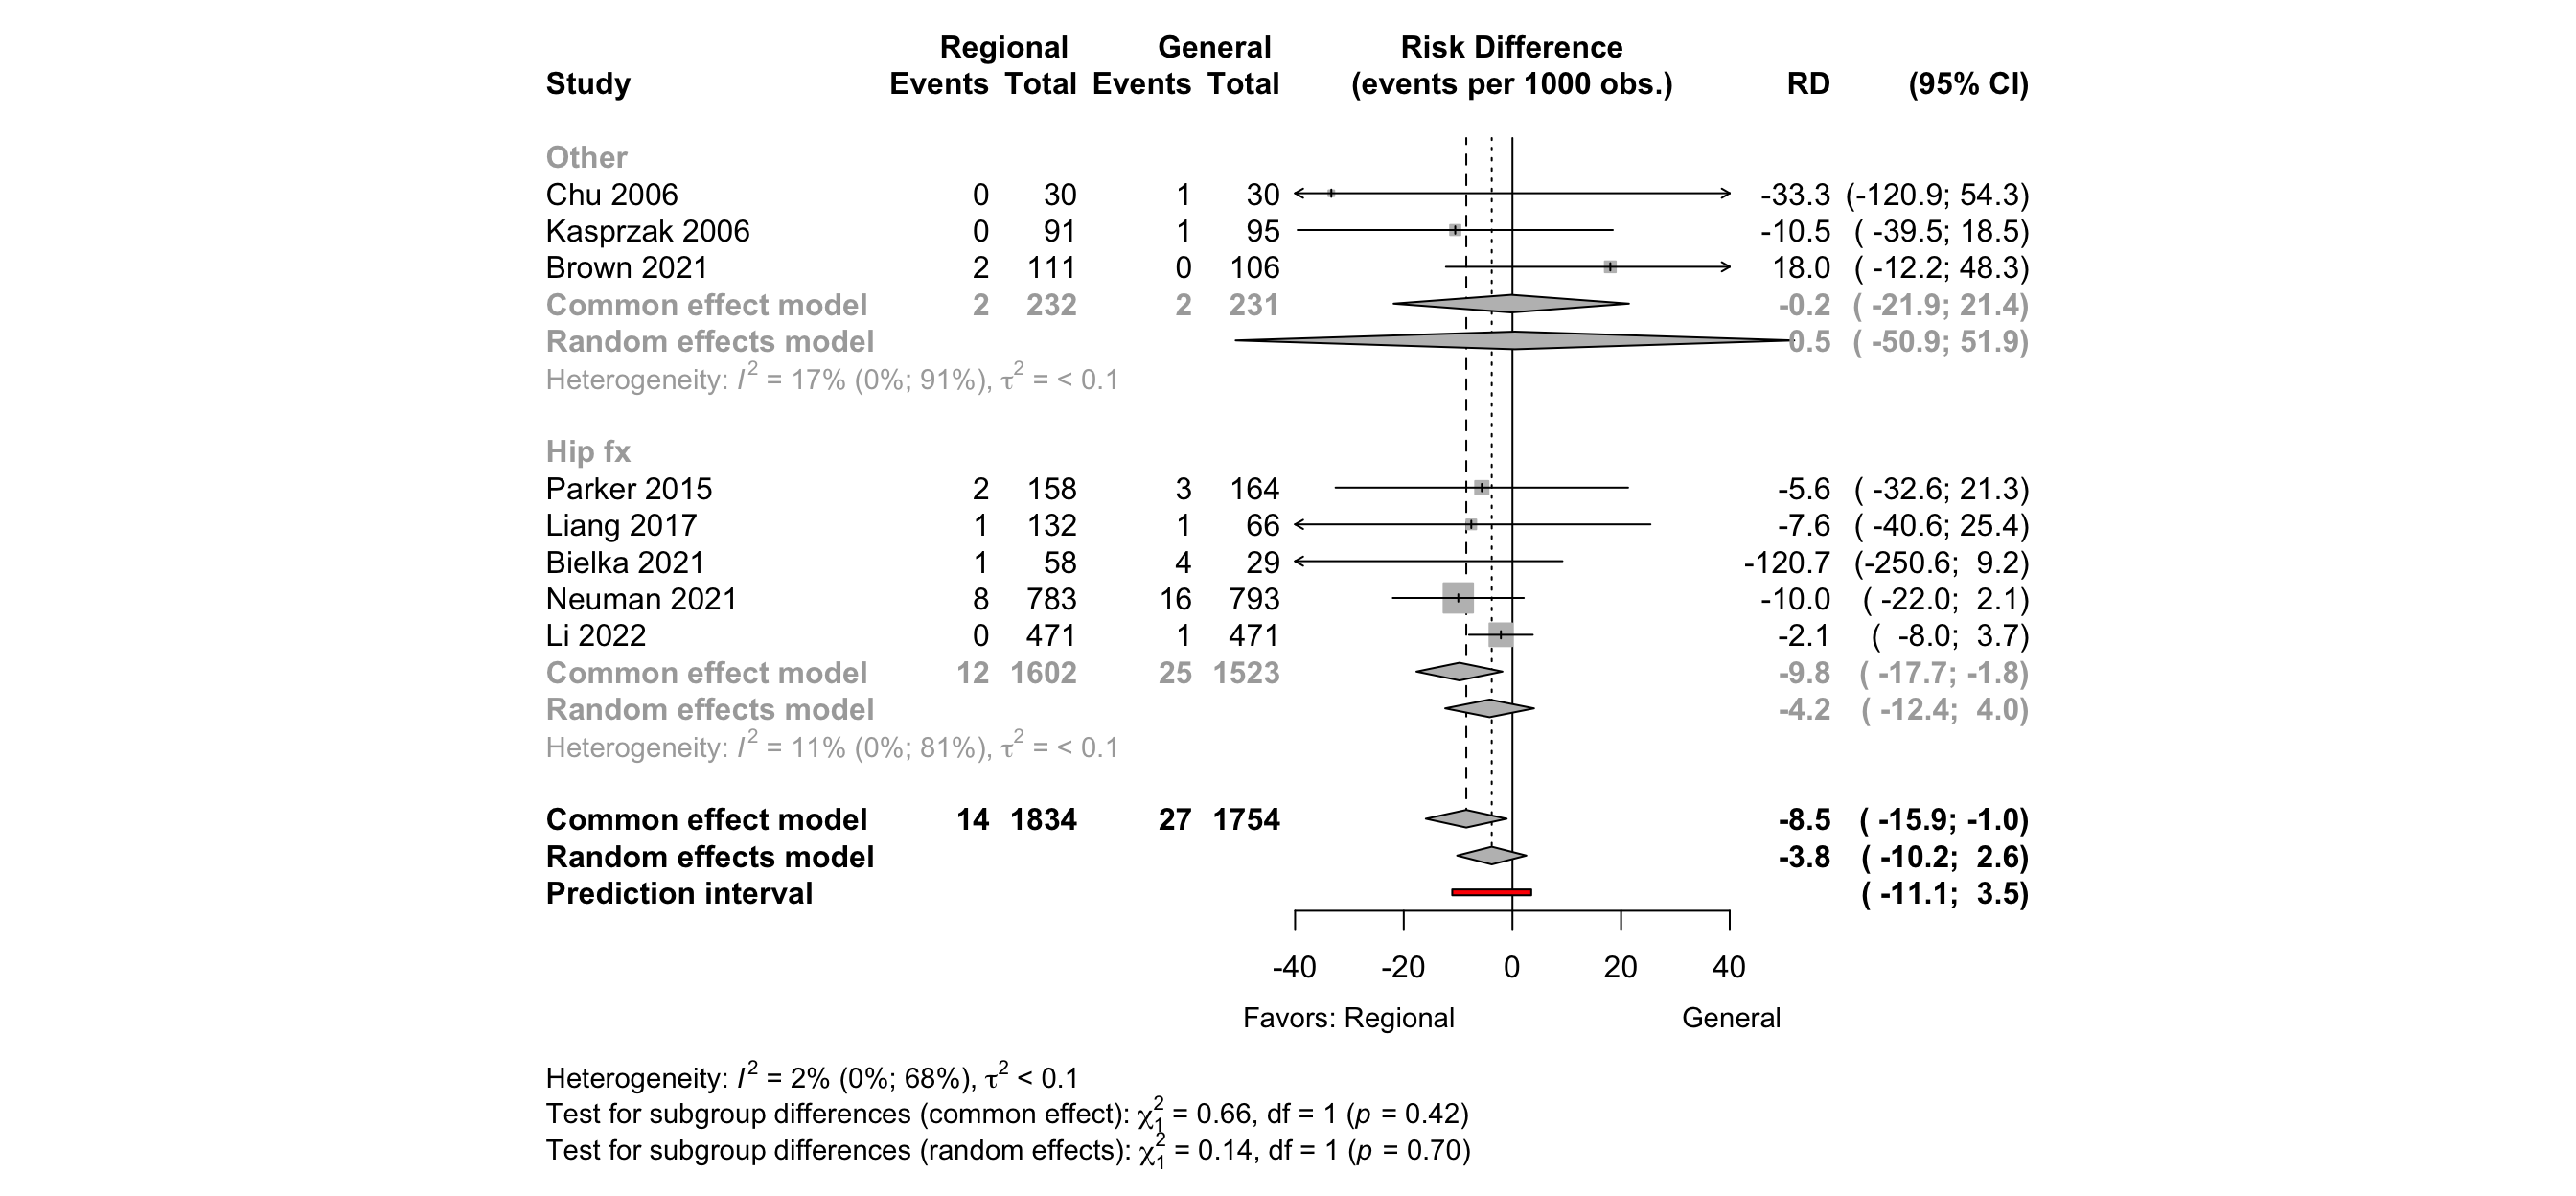 Regional General Risk Difference
Study Events Total Events Total (events per 1000 obs.) RD (95% CI)
Other
Chu 2006 0 30 1 30 -33.3 (-120.9; 54.3)
Kasprzak 2006 0 91 1 95 -10.5 ( -39.5; 18.5)
Brown 2021 2 111 0 106 18.0 ( -12.2; 48.3)
Common effect model 2 232 2 231 -0.2 ( -21.9; 21.4)
Random effects model 0.5 ( -50.9; 51.9)
Heterogeneity: I² = 17% (0%; 91%), τ² = < 0.1
Hip fx
Parker 2015 2 158 3 164 -5.6 ( -32.6; 21.3)
Liang 2017 1 132 1 66 -7.6 ( -40.6; 25.4)
Bielka 2021 1 58 4 29 -120.7 (-250.6; 9.2)
Neuman 2021 8 783 16 793 -10.0 ( -22.0; 2.1)
Li 2022 0 471 1 471 -2.1 ( -8.0; 3.7)
Common effect model 12 1602 25 1523 -9.8 ( -17.7; -1.8)
Random effects model -4.2 ( -12.4; 4.0)
Heterogeneity: I² = 11% (0%; 81%), τ² = < 0.1
Common effect model 14 1834 27 1754 -8.5 ( -15.9; -1.0)
Random effects model -3.8 ( -10.2; 2.6)
Prediction interval ( -11.1; 3.5)
-40 -20 0 20 40
Favors: Regional General
Heterogeneity: I² = 2% (0%; 68%), τ² < 0.1
Test for subgroup differences (common effect): χ²₁ = 0.66, df = 1 (p = 0.42)
Test for subgroup differences (random effects): χ²₁ = 0.14, df = 1 (p = 0.70)